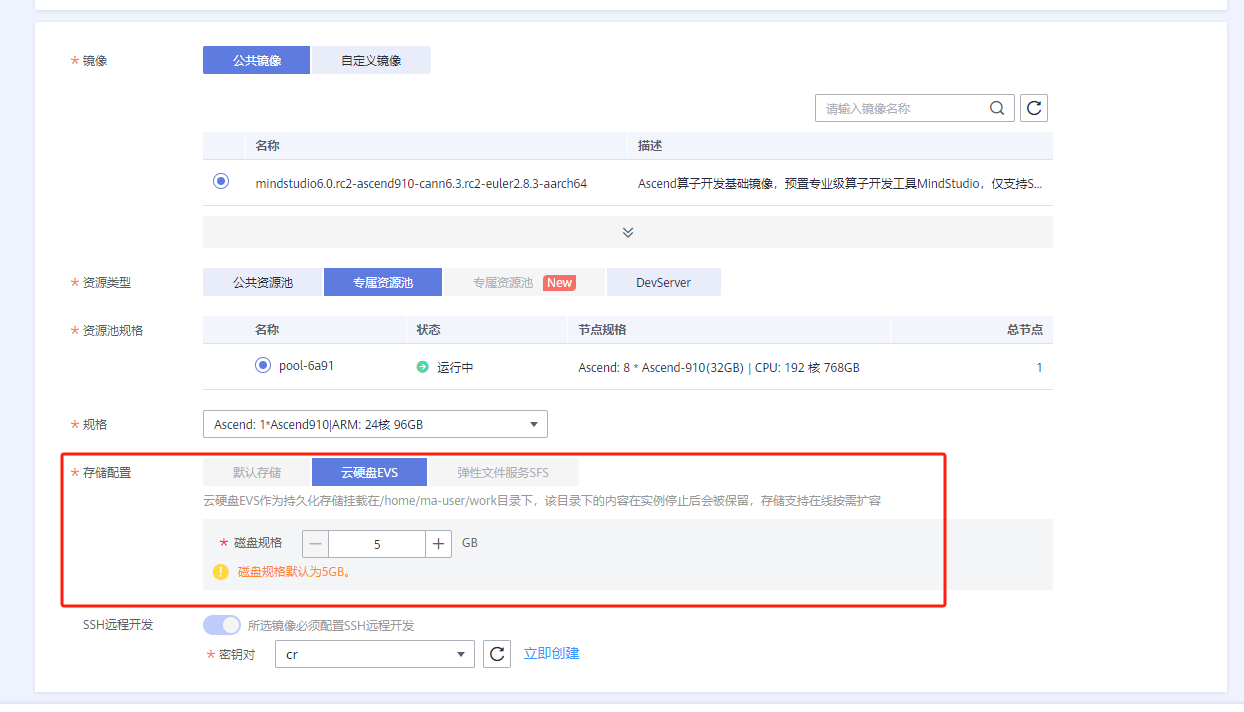 * 镜像 公共镜像 自定义镜像
请输入镜像名称
名称 描述
mindstudio6.0.rc2-ascend910-cann6.3.rc2-euler2.8.3-aarch64 Ascend算子开发基础镜像，预置专业级算子开发工具MindStudio，仅支持S...
* 资源类型 公共资源池 专属资源池 专属资源池 New DevServer
* 资源池规格 名称 状态 节点规格 总节点
pool-6a91 运行中 Ascend: 8 * Ascend-910(32GB) | CPU: 192 核 768GB 1
* 规格 Ascend: 1*Ascend910|ARM: 24核 96GB
* 存储配置 默认存储 云硬盘EVS 弹性文件服务SFS
云硬盘EVS作为持久化存储挂载在/home/ma-user/work目录下，该目录下的内容在实例停止后会被保留，存储支持在线按需扩容
* 磁盘规格 — 5 + GB
磁盘规格默认为5GB。
SSH远程开发 所选镜像必须配置SSH远程开发
* 密钥对 cr 立即创建